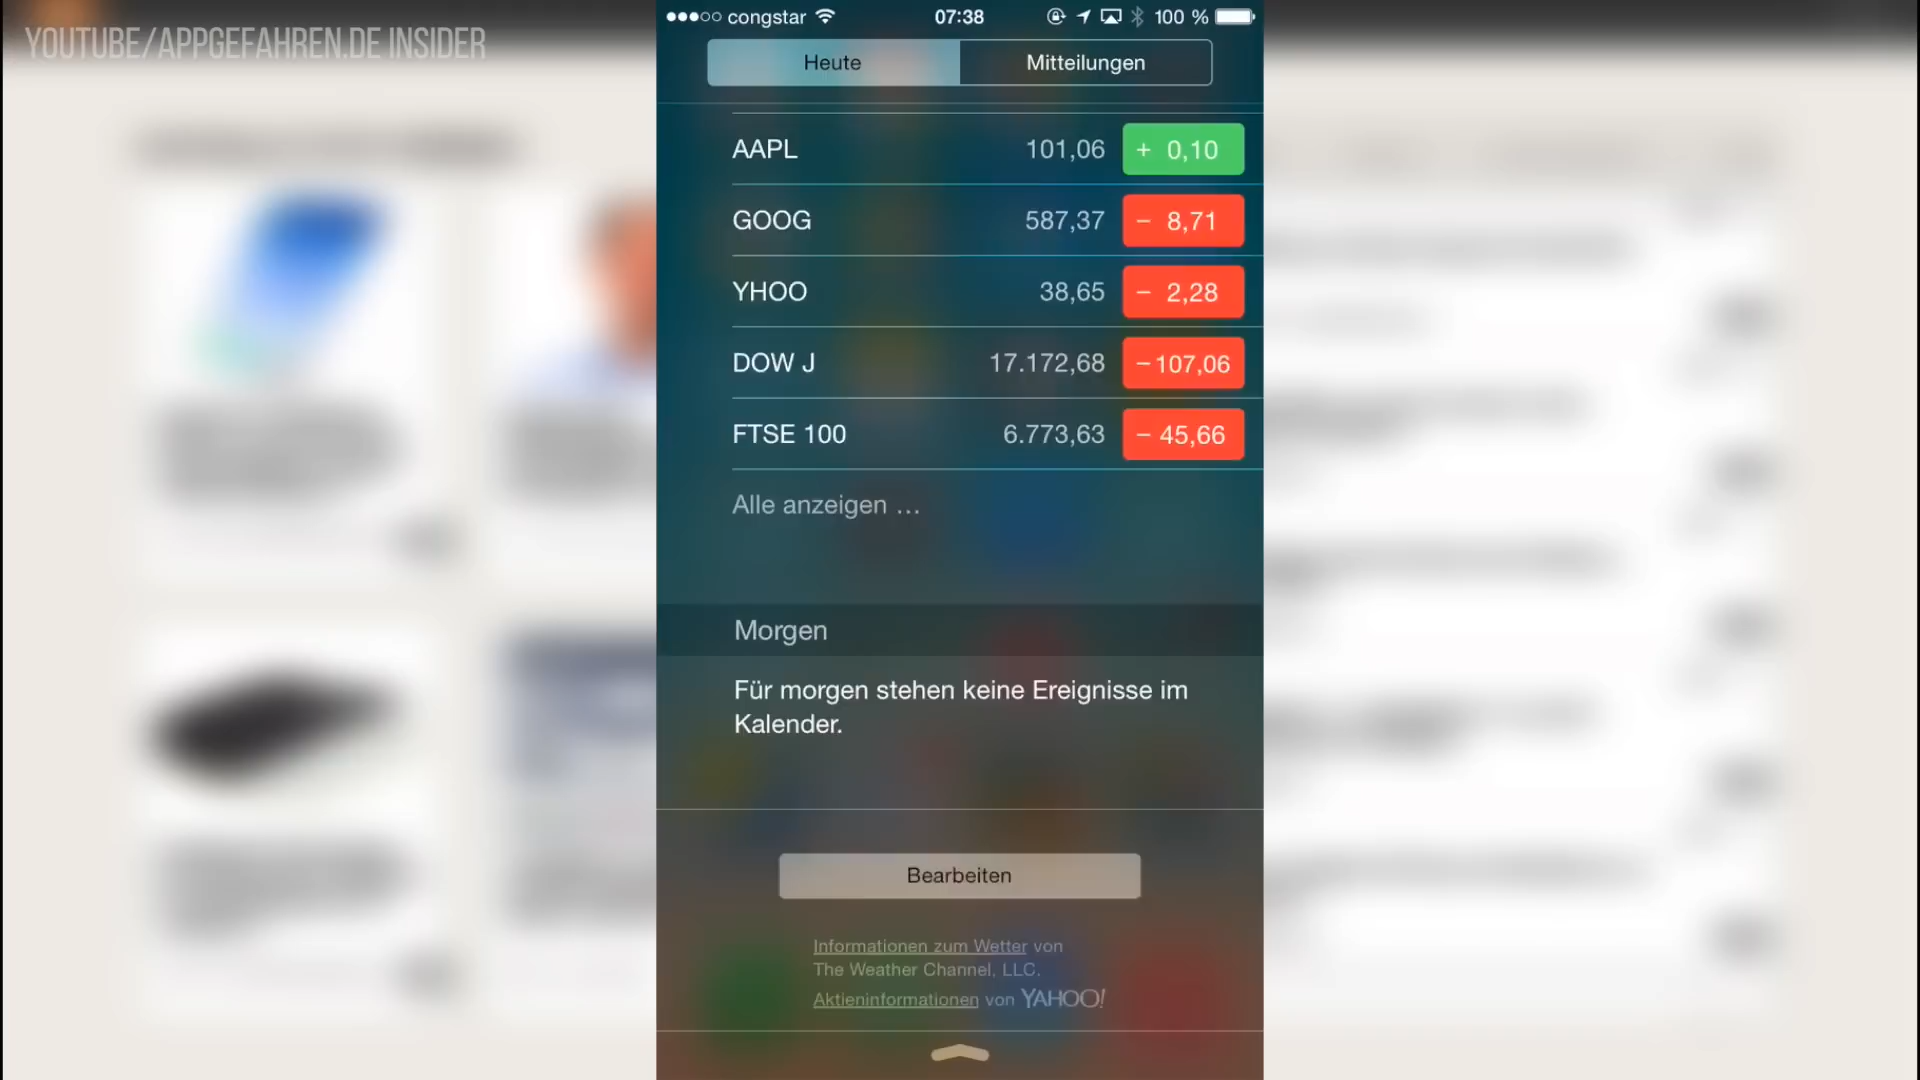 YOUTUBE/APPGEFAHREN.DE INSIDER
congstar 07:38 100 %
Heute Mitteilungen
AAPL 101,06 + 0,10
GOOG 587,37 − 8,71
YHOO 38,65 − 2,28
DOW J 17.172,68 −107,06
FTSE 100 6.773,63 − 45,66
Alle anzeigen …
Morgen
Für morgen stehen keine Ereignisse im
Kalender.
Bearbeiten
Informationen zum Wetter von
The Weather Channel, LLC.
Aktieninformationen von YAHOO!